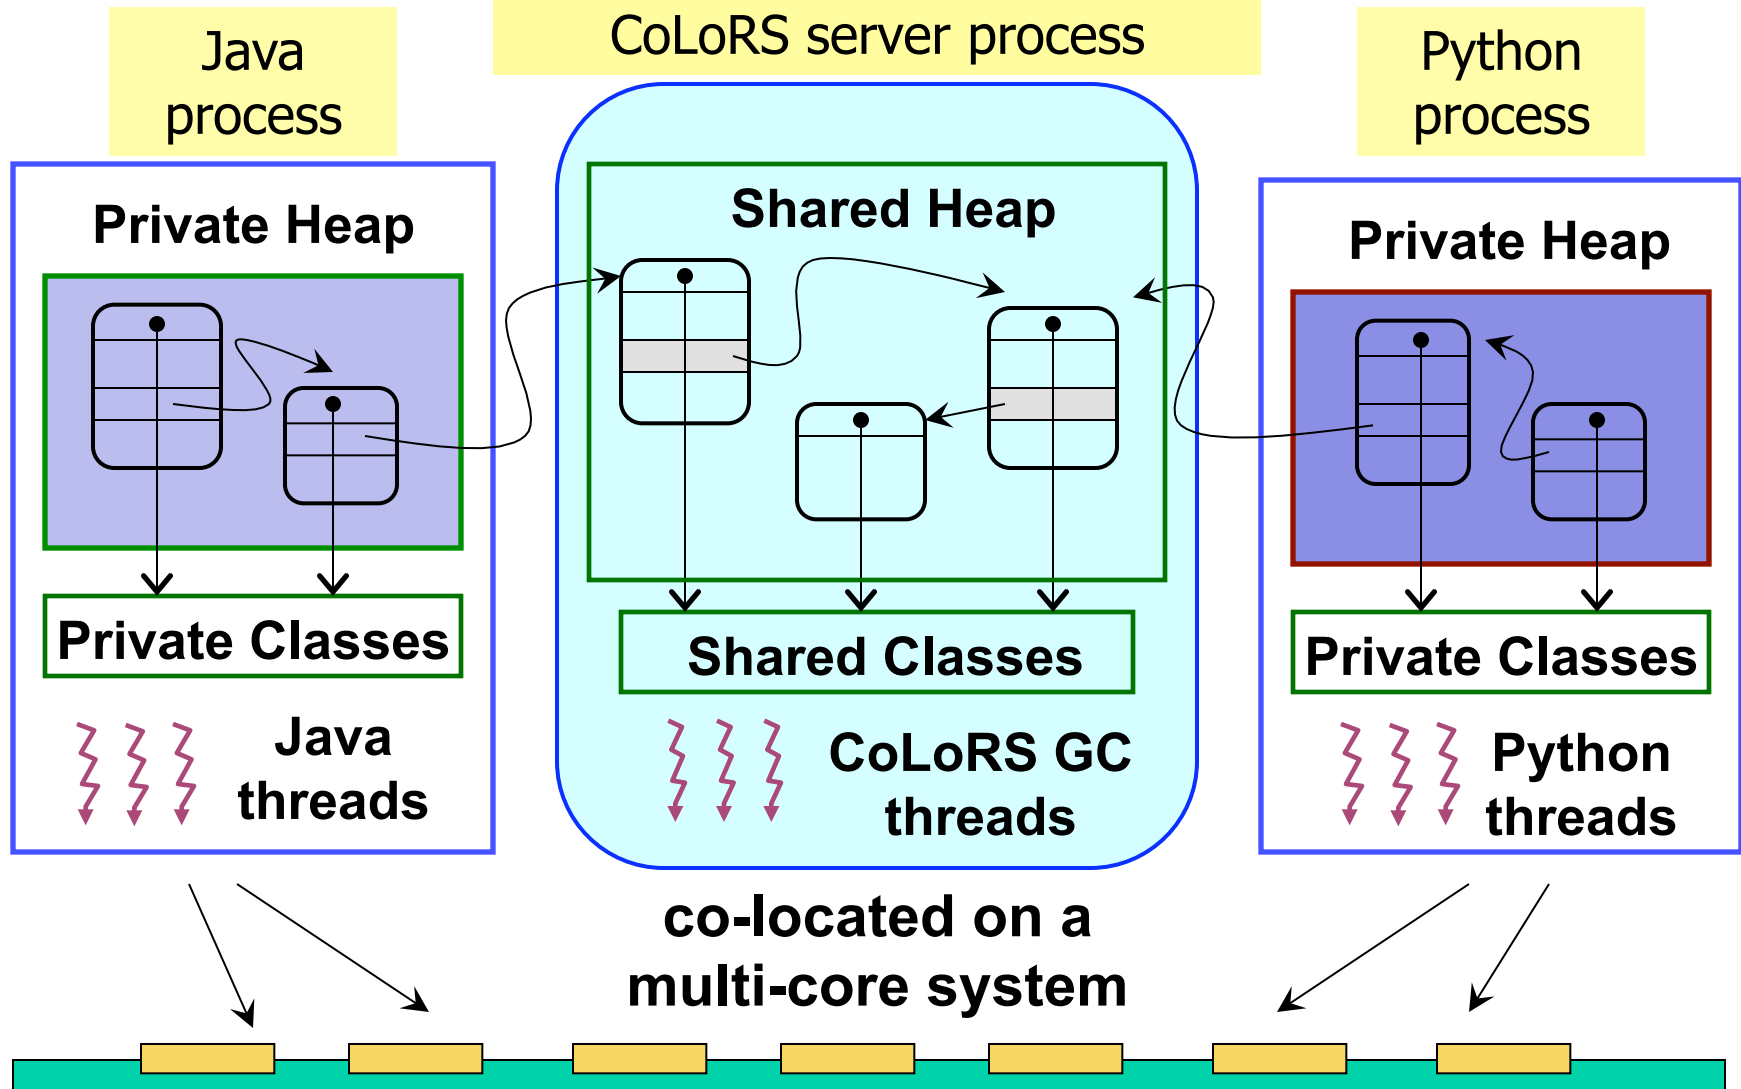 Java
process
CoLoRS server process
Python
process
Private Heap
Shared Heap
Private Heap
Private Classes
Shared Classes
Private Classes
Java
threads
CoLoRS GC
threads
Python
threads
co-located on a
multi-core system